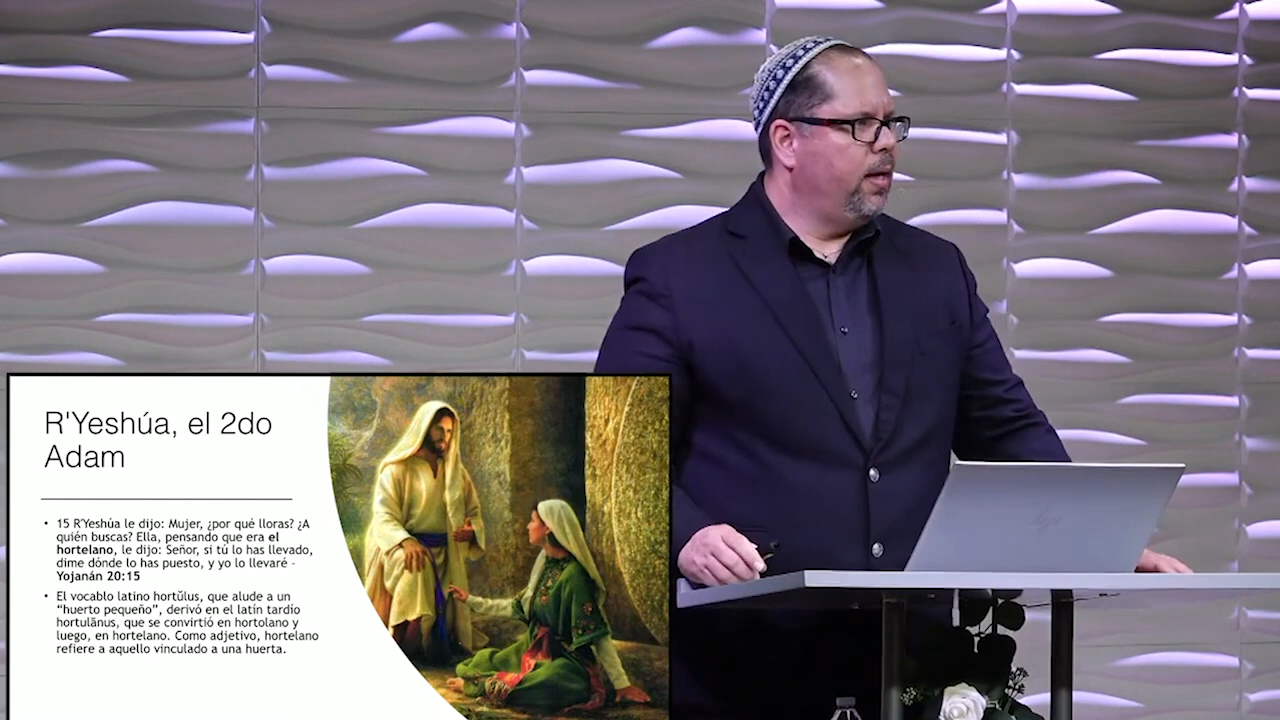 R'Yeshúa, el 2do
Adam
• 15 R'Yeshúa le dijo: Mujer, ¿por qué lloras? ¿A
quién buscas? Ella, pensando que era el
hortelano, le dijo: Señor, si tú lo has llevado,
dime dónde lo has puesto, y yo lo llevaré -
Yojanán 20:15
• El vocablo latino hortŭlus, que alude a un
“huerto pequeño”, derivó en el latín tardío
hortulānus, que se convirtió en hortolano y
luego, en hortelano. Como adjetivo, hortelano
refiere a aquello vinculado a una huerta.